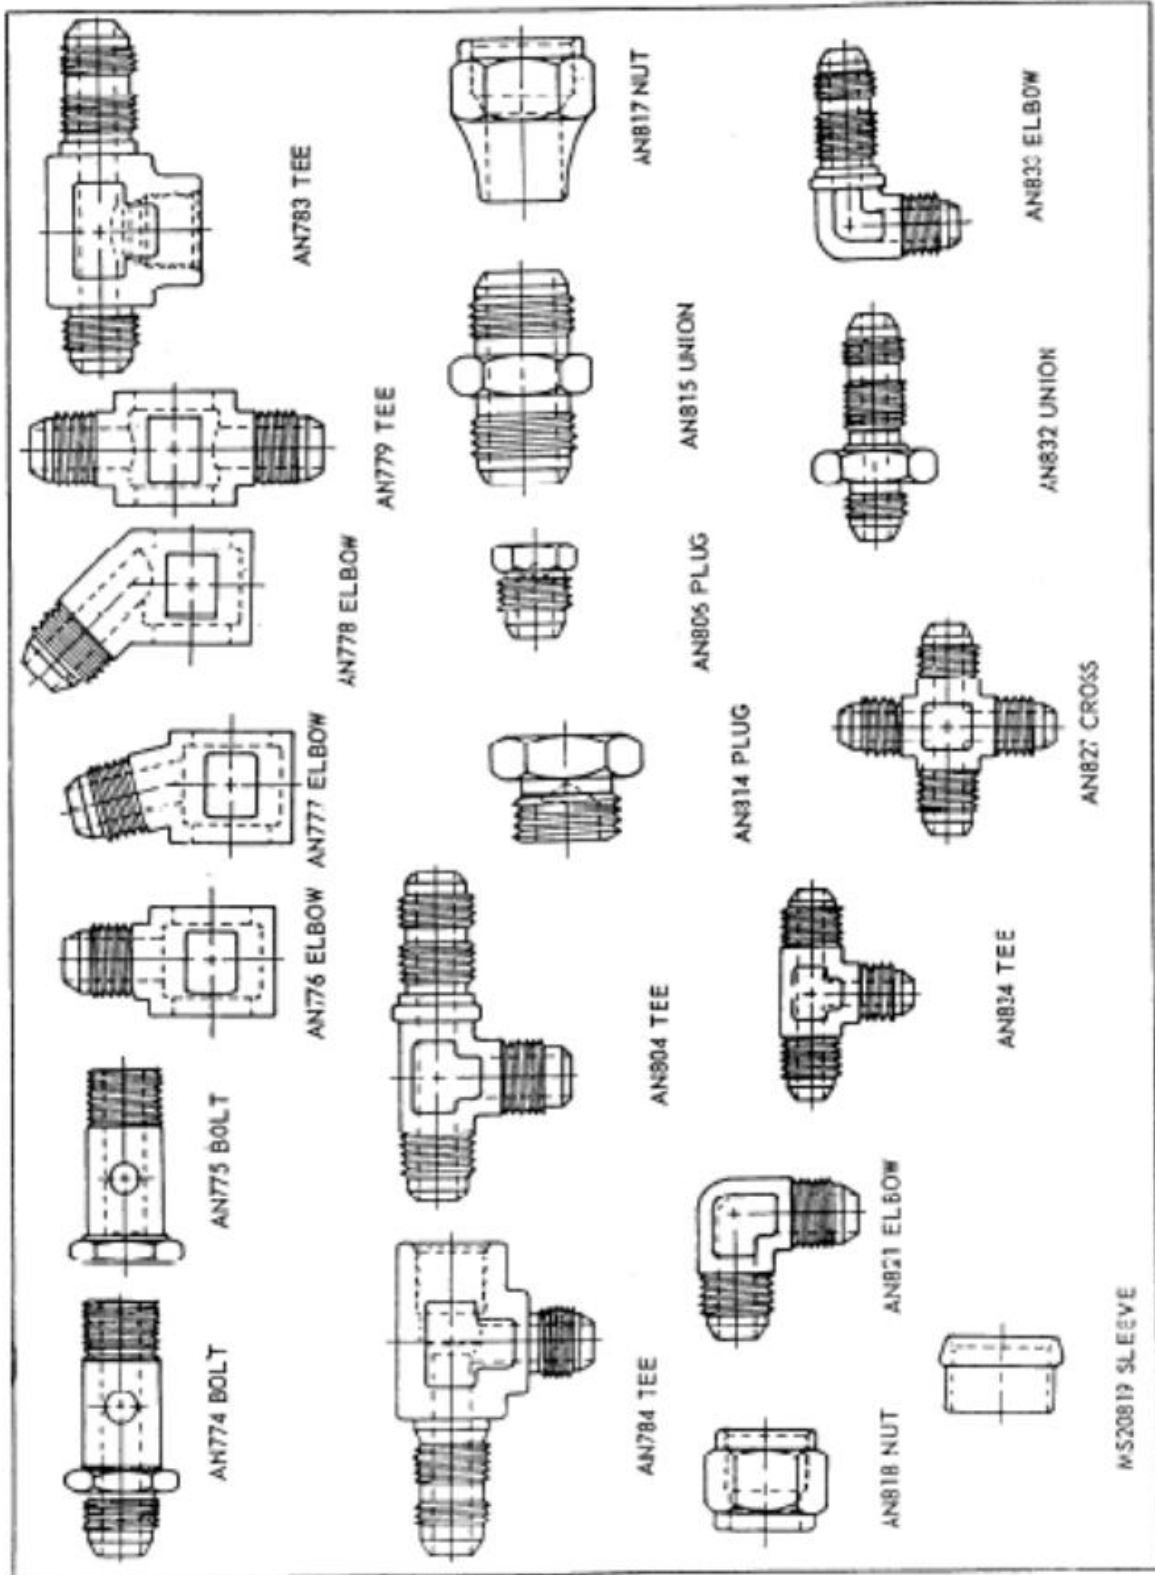 AN774 BOLT
AN775 BOLT
AN776 ELBOW
AN777 ELBOW
AN778 ELBOW
AN779 TEE
AN783 TEE
AN784 TEE
AN804 TEE
AN814 PLUG
AN806 PLUG
AN815 UNION
AN817 NUT
AN818 NUT
AN821 ELBOW
AN824 TEE
AN827 CROSS
AN832 UNION
AN833 ELBOW
MS20819 SLEEVE